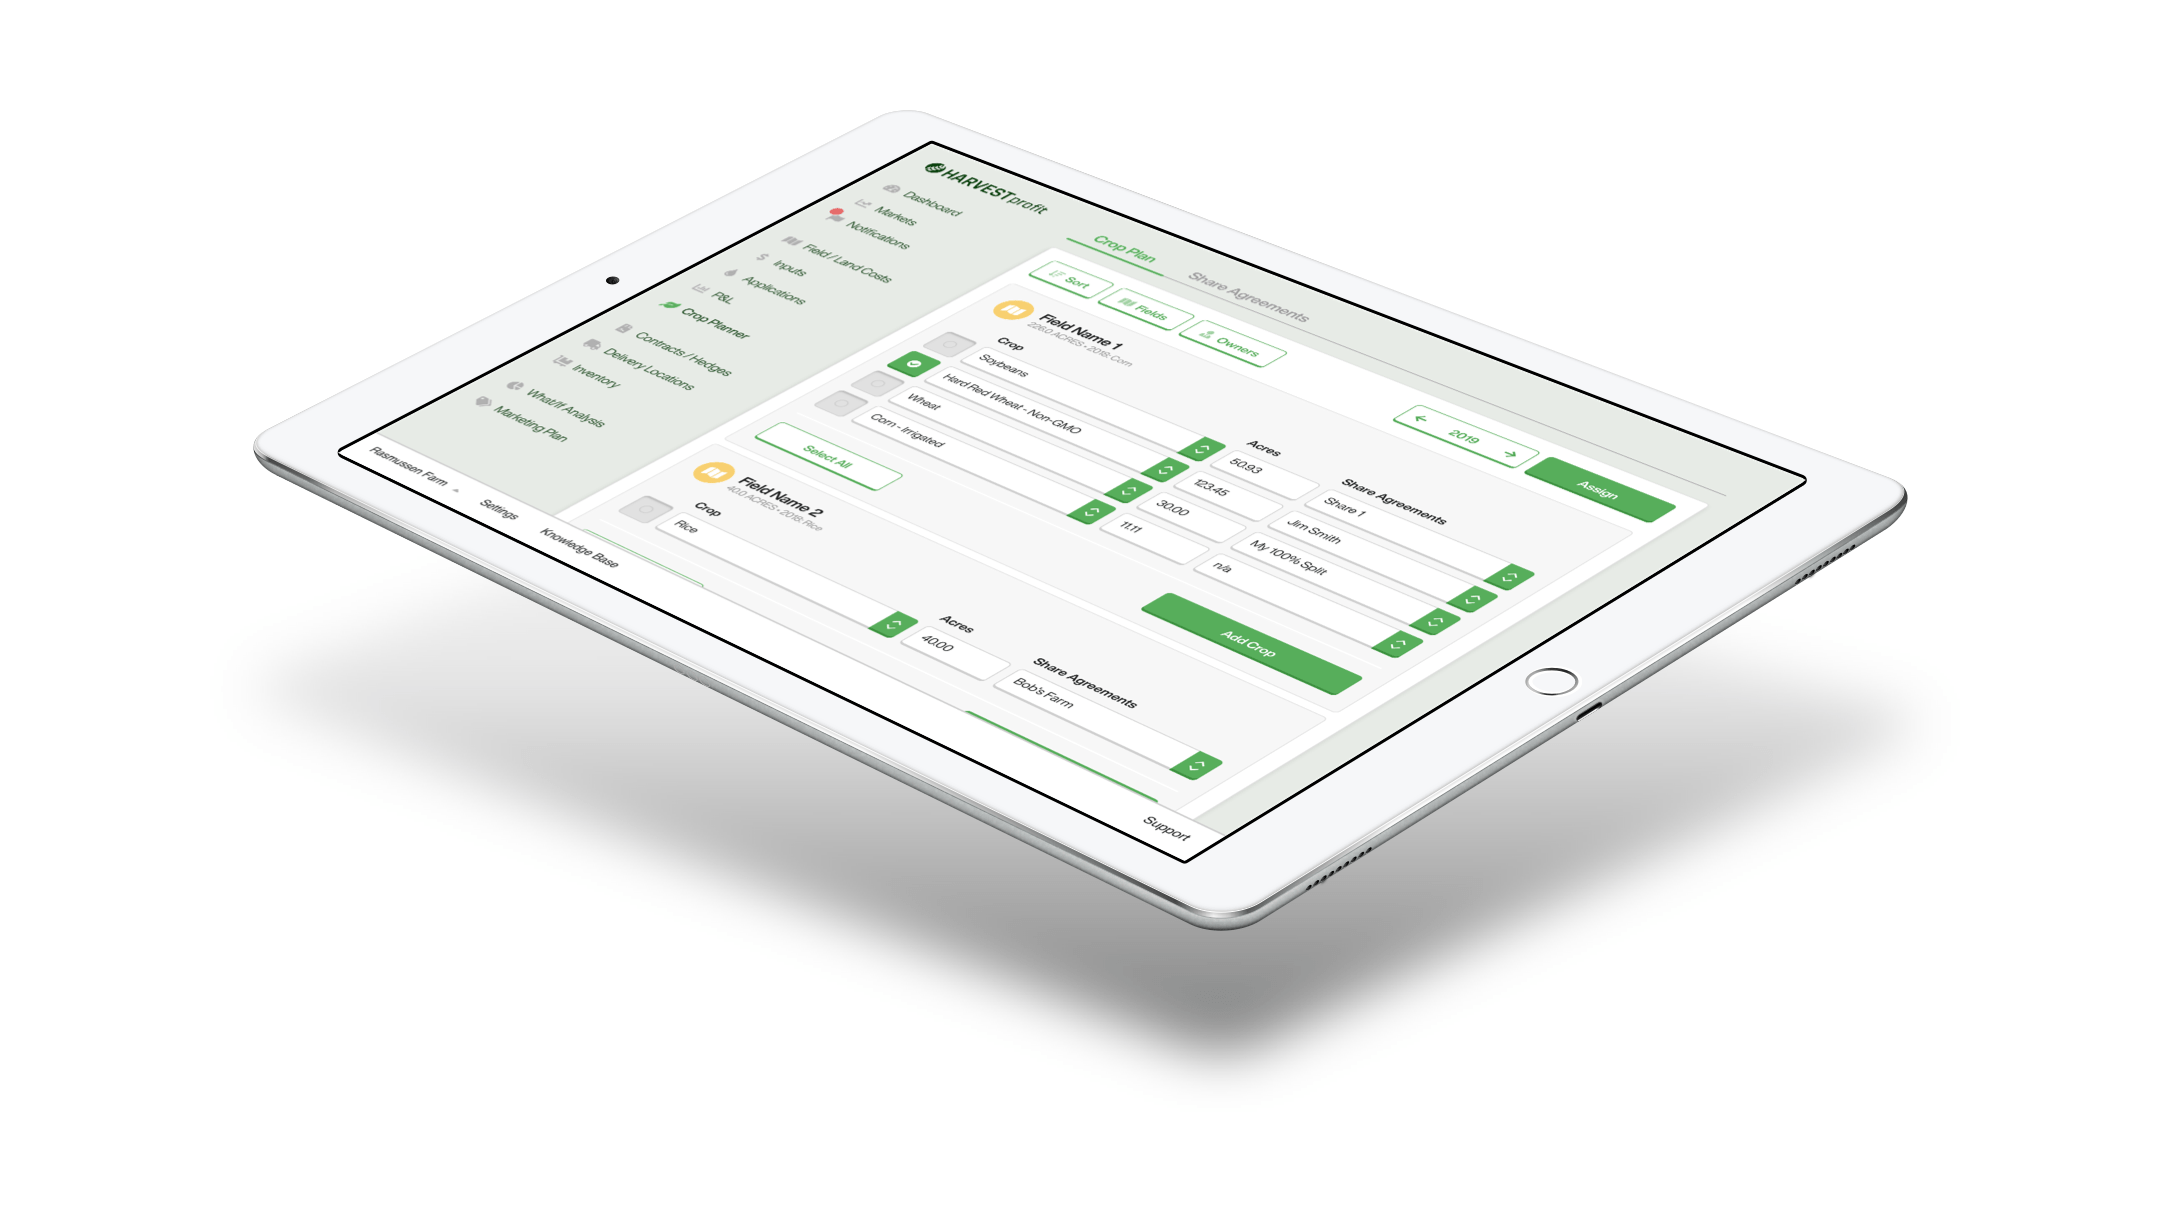 HARVESTprofit
Dashboard
Markets
Notifications
Field / Land Costs
Inputs
Applications
P&L
Crop Planner
Contracts / Hedges
Delivery Locations
Inventory
What/If Analysis
Marketing Plan
Crop Plan
Share Agreements
Sort
Fields
Owners
2019
Assign
Field Name 1
226.0 ACRES • 2018: Corn
Crop
Acres
Share Agreements
Soybeans
50.93
Share 1
Hard Red Wheat - Non-GMO
123.45
Jim Smith
Wheat
30.00
My 100% Split
Corn - Irrigated
11.11
n/a
Select All
Add Crop
Field Name 2
40.0 ACRES • 2018: Rice
Crop
Acres
Share Agreements
Rice
40.00
Bob's Farm
Rasmussen Farm
Settings
Knowledge Base
Support